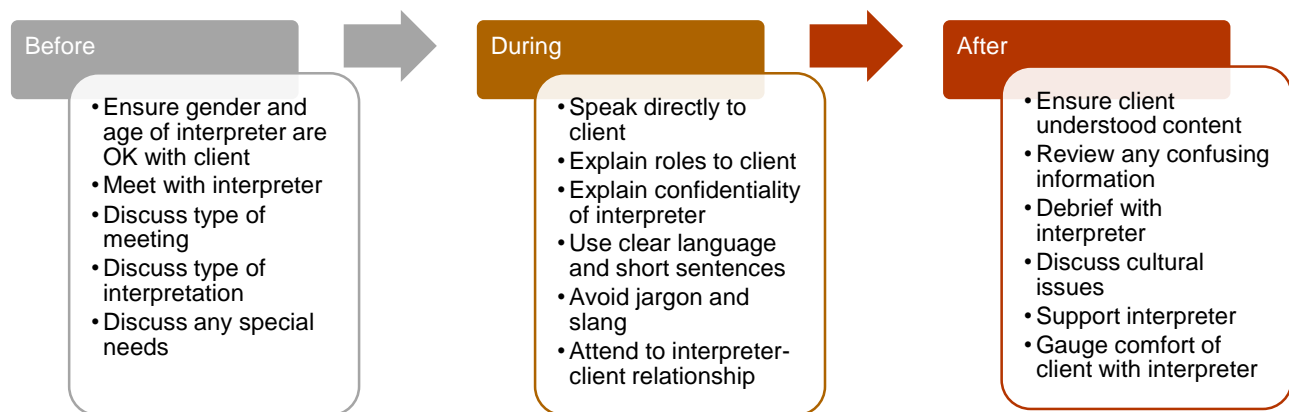 Before
• Ensure gender and
age of interpreter are
OK with client
• Meet with interpreter
• Discuss type of
meeting
• Discuss type of
interpretation
• Discuss any special
needs
During
• Speak directly to
client
• Explain roles to client
• Explain confidentiality
of interpreter
• Use clear language
and short sentences
• Avoid jargon and
slang
• Attend to interpreter-
client relationship
After
• Ensure client
understood content
• Review any confusing
information
• Debrief with
interpreter
• Discuss cultural
issues
• Support interpreter
• Gauge comfort of
client with interpreter